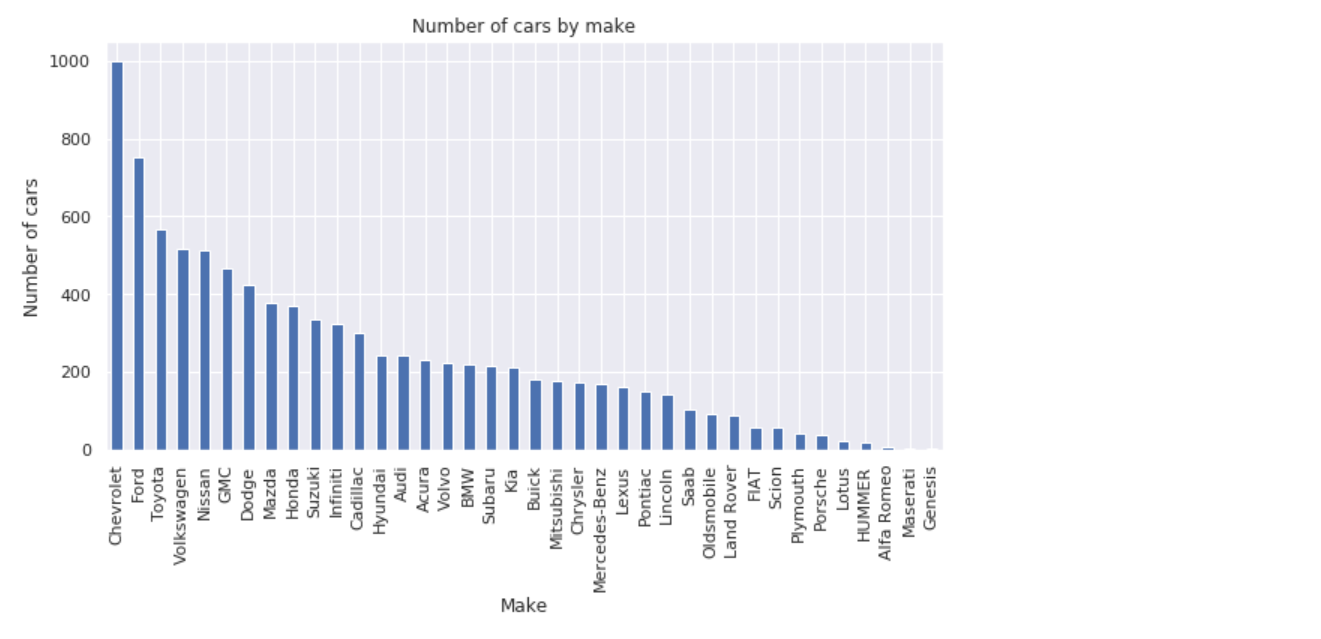 Number of cars by make
1000
800
600
400
200
0
Number of cars
Chevrolet
Ford
Toyota
Volkswagen
Nissan
GMC
Dodge
Mazda
Honda
Suzuki
Infiniti
Cadillac
Hyundai
Audi
Acura
Volvo
BMW
Subaru
Kia
Buick
Mitsubishi
Chrysler
Mercedes-Benz
Lexus
Pontiac
Lincoln
Saab
Oldsmobile
Land Rover
FIAT
Scion
Plymouth
Porsche
Lotus
HUMMER
Alfa Romeo
Maserati
Genesis
Make